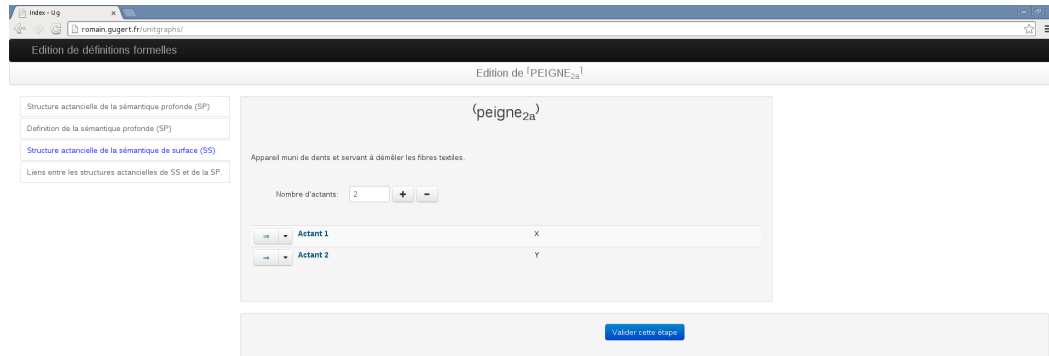 Index - Ug
romain.gugert.fr/unitgraphs/
Edition de définitions formelles
Edition de ⌈PEIGNE2a⌉
Structure actancielle de la sémantique profonde (SP)
Definition de la sémantique profonde (SP)
Structure actancielle de la sémantique de surface (SS)
Liens entre les structures actancielles de SS et de la SP.
(peigne2a)
Appareil muni de dents et servant à démêler les fibres textiles.
Nombre d'actants: 2 + −
⇒ Actant 1 X
⇒ Actant 2 Y
Valider cette étape